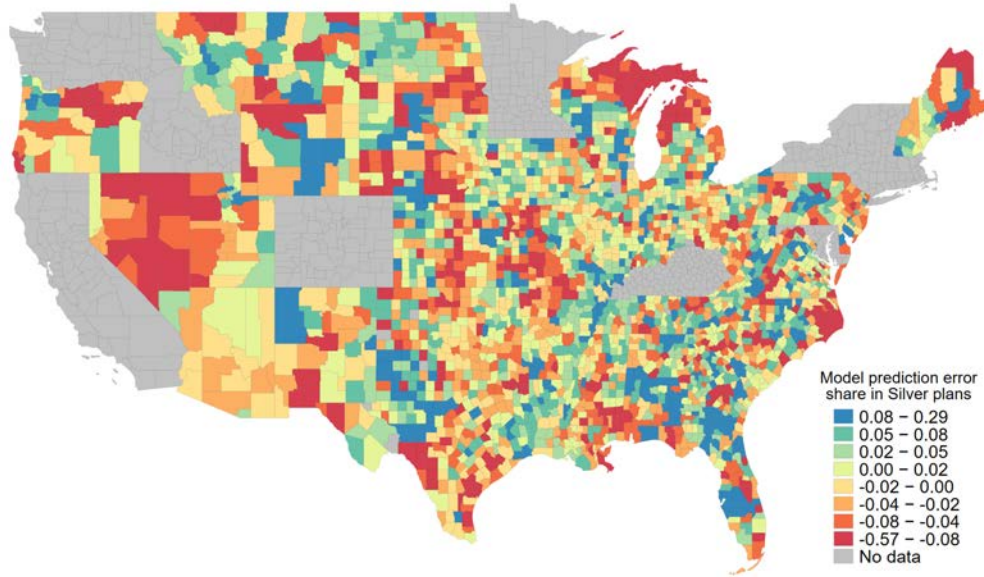 Model prediction error
share in Silver plans
0.08 − 0.29
0.05 − 0.08
0.02 − 0.05
0.00 − 0.02
-0.02 − 0.00
-0.04 − -0.02
-0.08 − -0.04
-0.57 − -0.08
No data